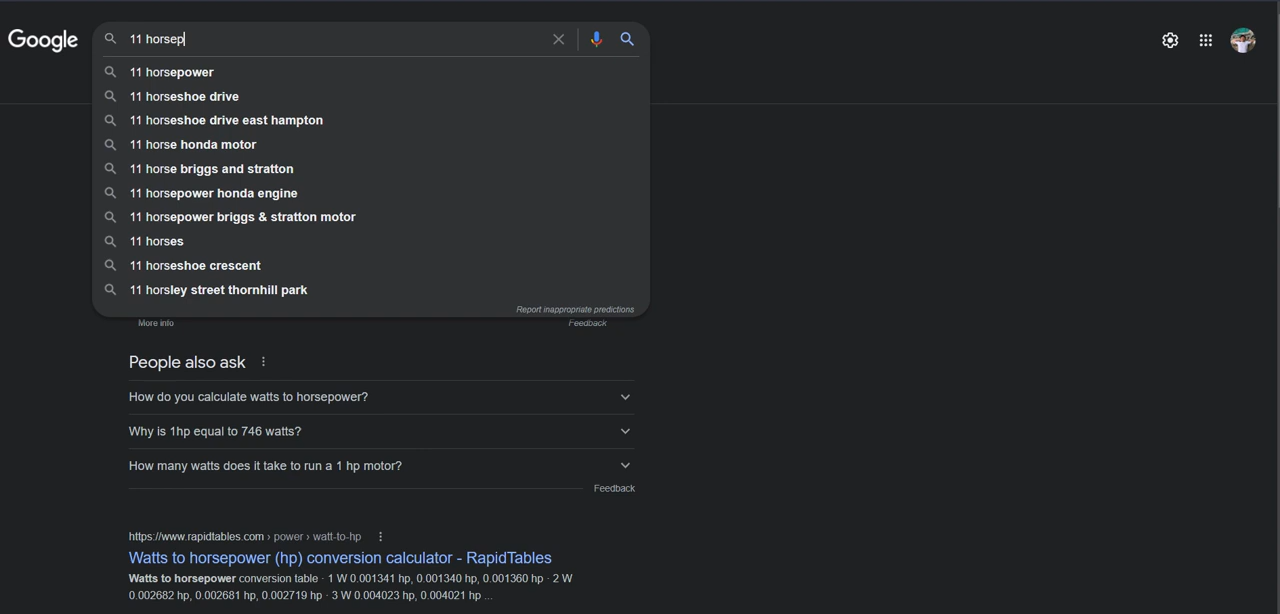 Google
11 horsep
11 horsepower
11 horseshoe drive
11 horseshoe drive east hampton
11 horse honda motor
11 horse briggs and stratton
11 horsepower honda engine
11 horsepower briggs & stratton motor
11 horses
11 horseshoe crescent
11 horsley street thornhill park
Report inappropriate predictions
More info
Feedback
People also ask
How do you calculate watts to horsepower?
Why is 1hp equal to 746 watts?
How many watts does it take to run a 1 hp motor?
Feedback
https://www.rapidtables.com › power › watt-to-hp
Watts to horsepower (hp) conversion calculator - RapidTables
Watts to horsepower conversion table · 1 W 0.001341 hp, 0.001340 hp, 0.001360 hp · 2 W
0.002682 hp, 0.002681 hp, 0.002719 hp · 3 W 0.004023 hp, 0.004021 hp ...